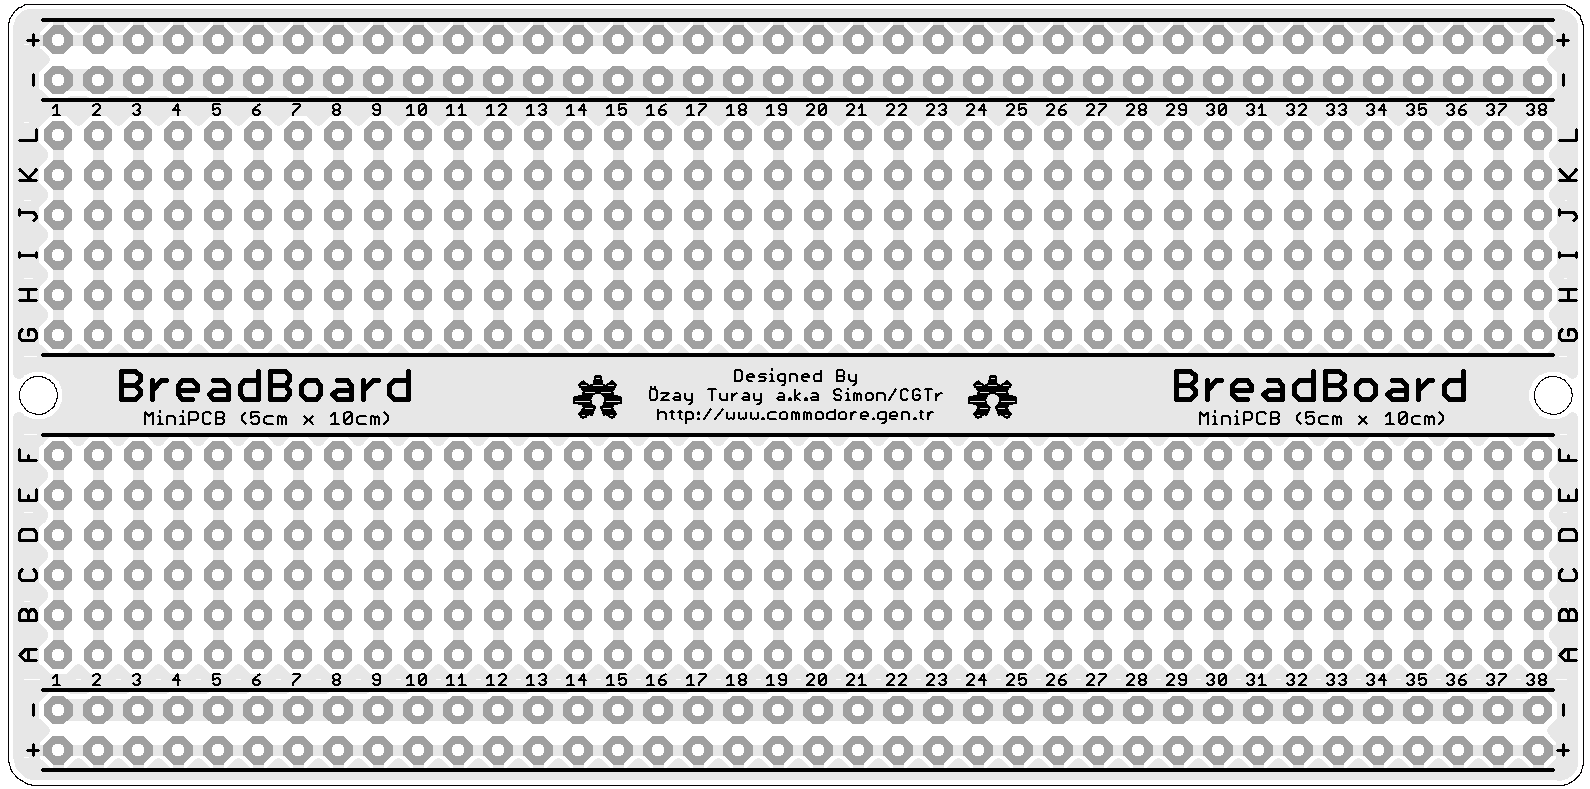 + +
- -
1 2 3 4 5 6 7 8 9 10 11 12 13 14 15 16 17 18 19 20 21 22 23 24 25 26 27 28 29 30 31 32 33 34 35 36 37 38
L L
K K
J J
I I
H H
G G
BreadBoard
MiniPCB (5cm x 10cm)
Designed By
Özay Turay a.k.a Simon/CGTr
http://www.commodore.gen.tr
BreadBoard
MiniPCB (5cm x 10cm)
F F
E E
D D
C C
B B
A A
1 2 3 4 5 6 7 8 9 10 11 12 13 14 15 16 17 18 19 20 21 22 23 24 25 26 27 28 29 30 31 32 33 34 35 36 37 38
- -
+ +